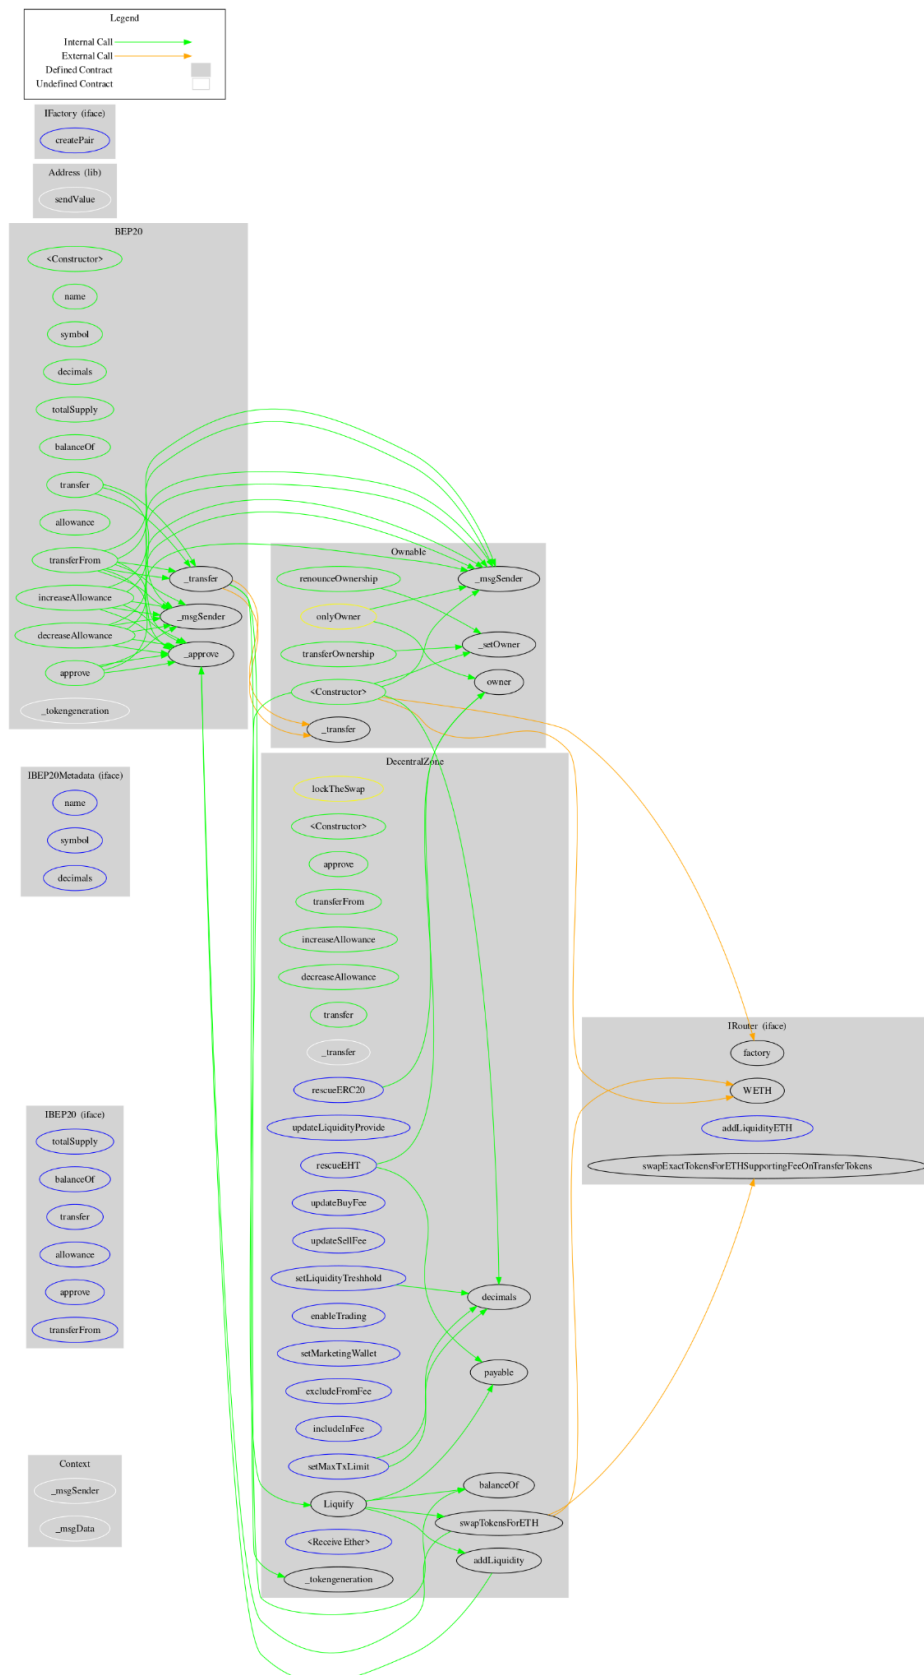 Legend
Internal Call
External Call
Defined Contract
Undefined Contract
IFactory (iface)
createPair
Address (lib)
sendValue
BEP20
<Constructor>
name
symbol
decimals
totalSupply
balanceOf
transfer
allowance
transferFrom
increaseAllowance
decreaseAllowance
approve
_tokengeneration
_transfer
_msgSender
_approve
Ownable
renounceOwnership
onlyOwner
transferOwnership
<Constructor>
_transfer
_msgSender
_setOwner
owner
IBEP20Metadata (iface)
name
symbol
decimals
DecentralZone
lockTheSwap
<Constructor>
approve
transferFrom
increaseAllowance
decreaseAllowance
transfer
_transfer
rescueERC20
updateLiquidityProvide
rescueEHT
updateBuyFee
updateSellFee
setLiquidityTreshhold
enableTrading
setMarketingWallet
excludeFromFee
includeInFee
setMaxTxLimit
Liquify
<Receive Ether>
_tokengeneration
decimals
payable
balanceOf
swapTokensForETH
addLiquidity
IRouter (iface)
factory
WETH
addLiquidityETH
swapExactTokensForETHSupportingFeeOnTransferTokens
IBEP20 (iface)
totalSupply
balanceOf
transfer
allowance
approve
transferFrom
Context
_msgSender
_msgData